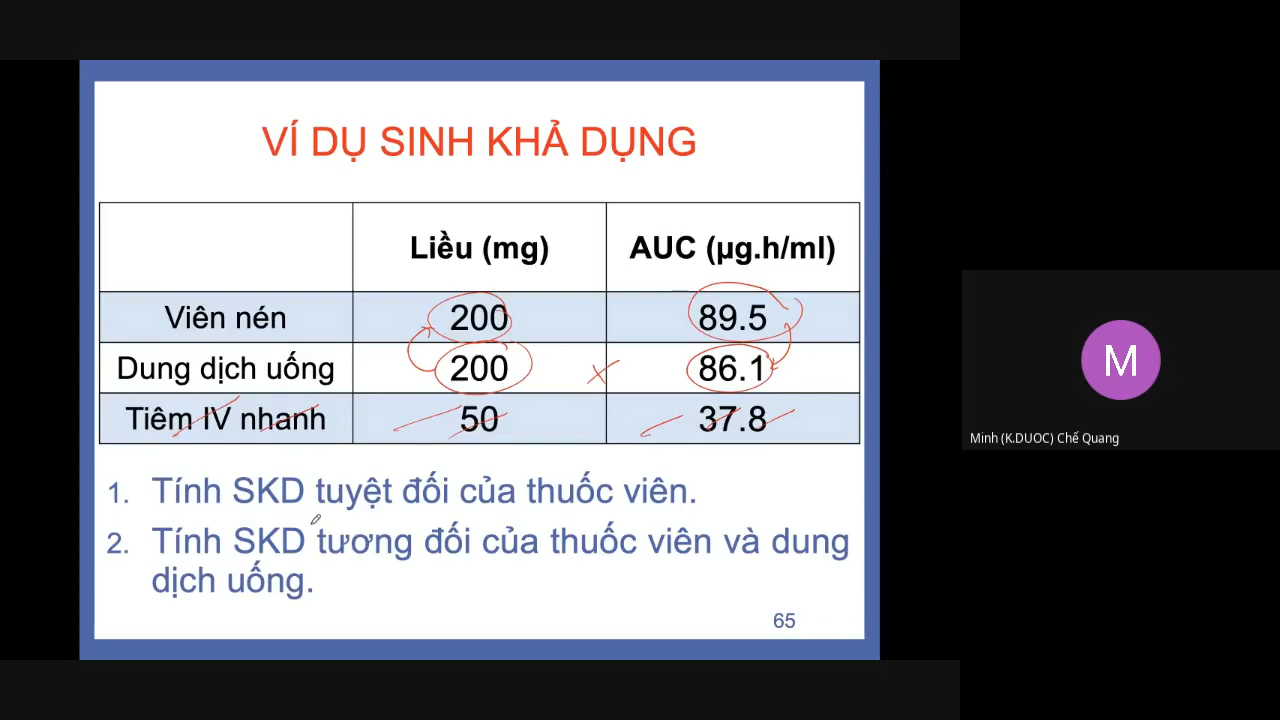 VÍ DỤ SINH KHẢ DỤNG
Liều (mg) AUC (µg.h/ml)
Viên nén 200 89.5
Dung dịch uống 200 86.1
Tiêm IV nhanh 50 37.8
1. Tính SKD tuyệt đối của thuốc viên.
2. Tính SKD tương đối của thuốc viên và dung
dịch uống.
65
M
Minh (K.DUOC) Chế Quang